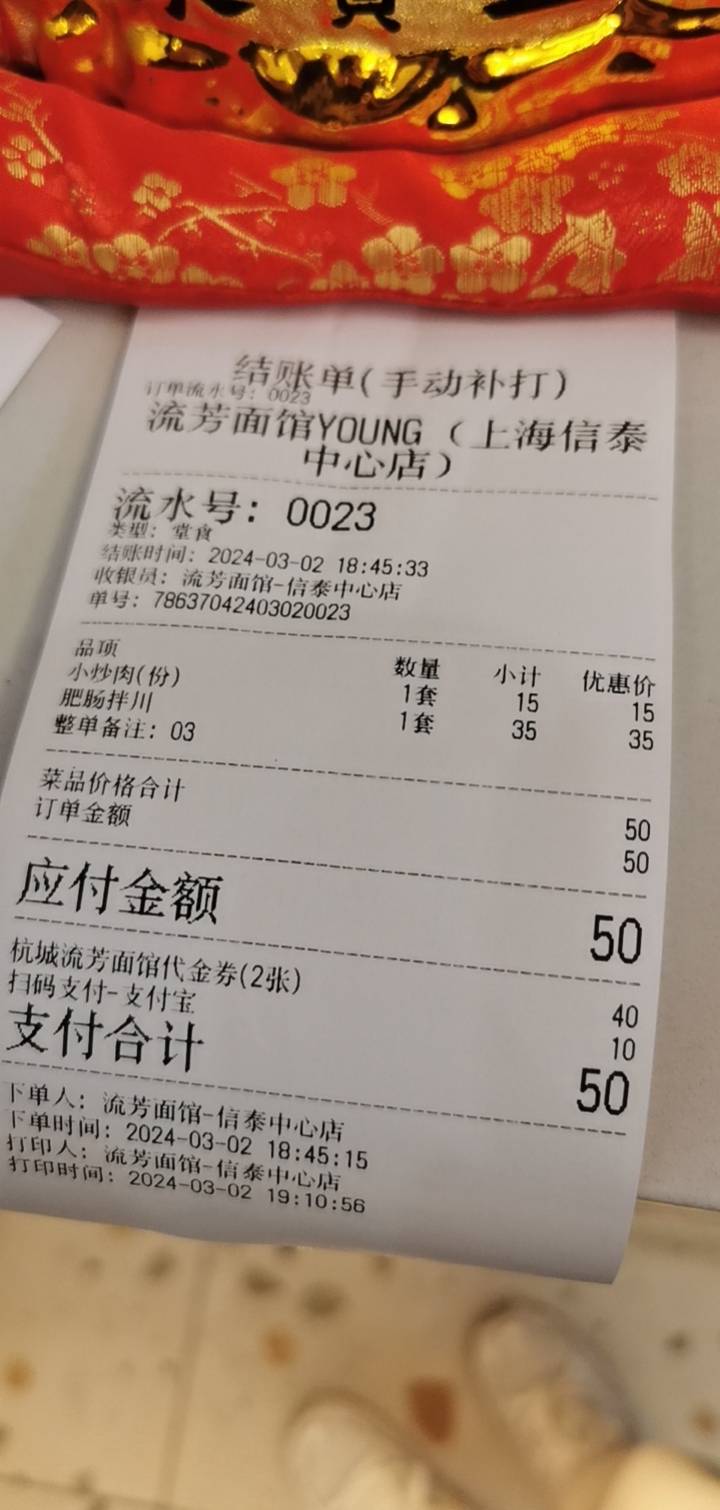 结账单(手动补打)
订单流水号: 0023
流芳面馆YOUNG（上海信泰
中心店）
流水号: 0023
类型: 堂食
结账时间: 2024-03-02 18:45:33
收银员: 流芳面馆-信泰中心店
单号: 78637042403020023
品项 数量 小计 优惠价
小炒肉(份) 1套 15 15
肥肠拌川 1套 35 35
整单备注: 03
菜品价格合计 50
订单金额 50
应付金额 50
杭城流芳面馆代金券(2张) 40
扫码支付-支付宝 10
支付合计 50
下单人: 流芳面馆-信泰中心店
下单时间: 2024-03-02 18:45:15
打印人: 流芳面馆-信泰中心店
打印时间: 2024-03-02 19:10:56